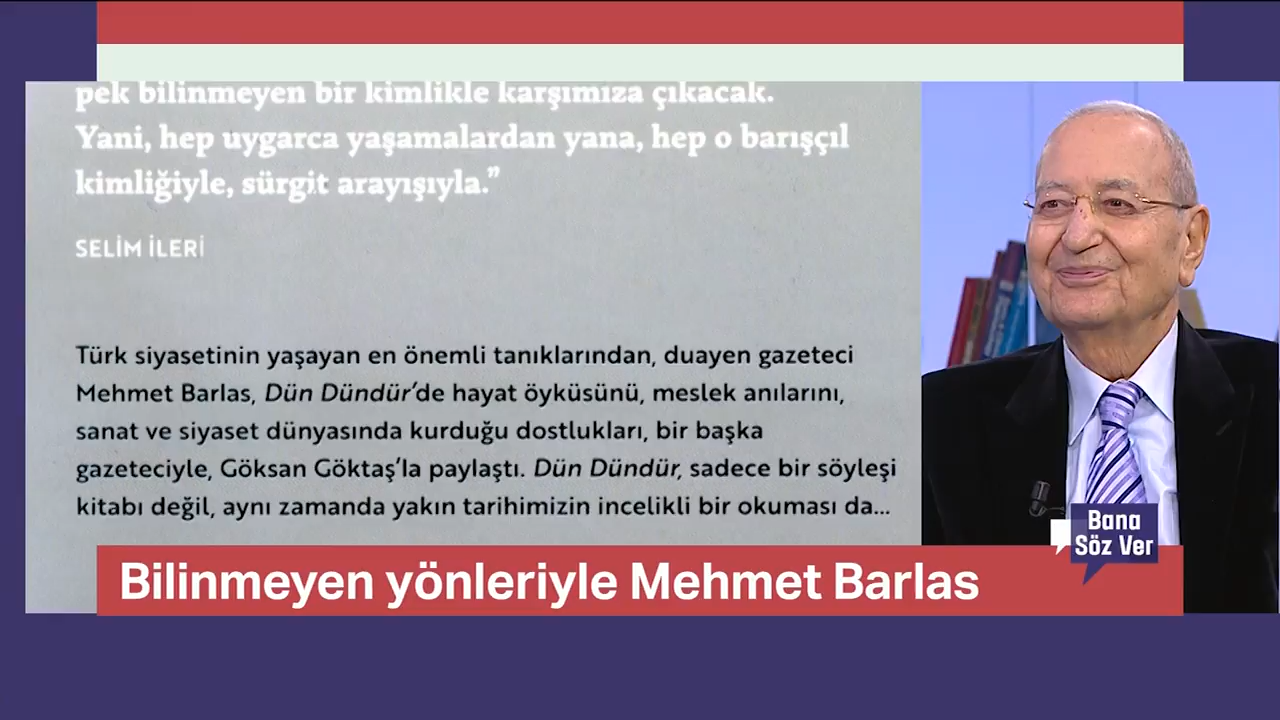 pek bilinmeyen bir kimlikle karşımıza çıkacak.
Yani, hep uygarca yaşamalardan yana, hep o barışçıl
kimliğiyle, sürgit arayışıyla.”
SELİM İLERİ
Türk siyasetinin yaşayan en önemli tanıklarından, duayen gazeteci
Mehmet Barlas, Dün Dündür’de hayat öyküsünü, meslek anılarını,
sanat ve siyaset dünyasında kurduğu dostlukları, bir başka
gazeteciyle, Göksan Göktaş’la paylaştı. Dün Dündür, sadece bir söyleşi
kitabı değil, aynı zamanda yakın tarihimizin incelikli bir okuması da...
Bana
Söz Ver
Bilinmeyen yönleriyle Mehmet Barlas